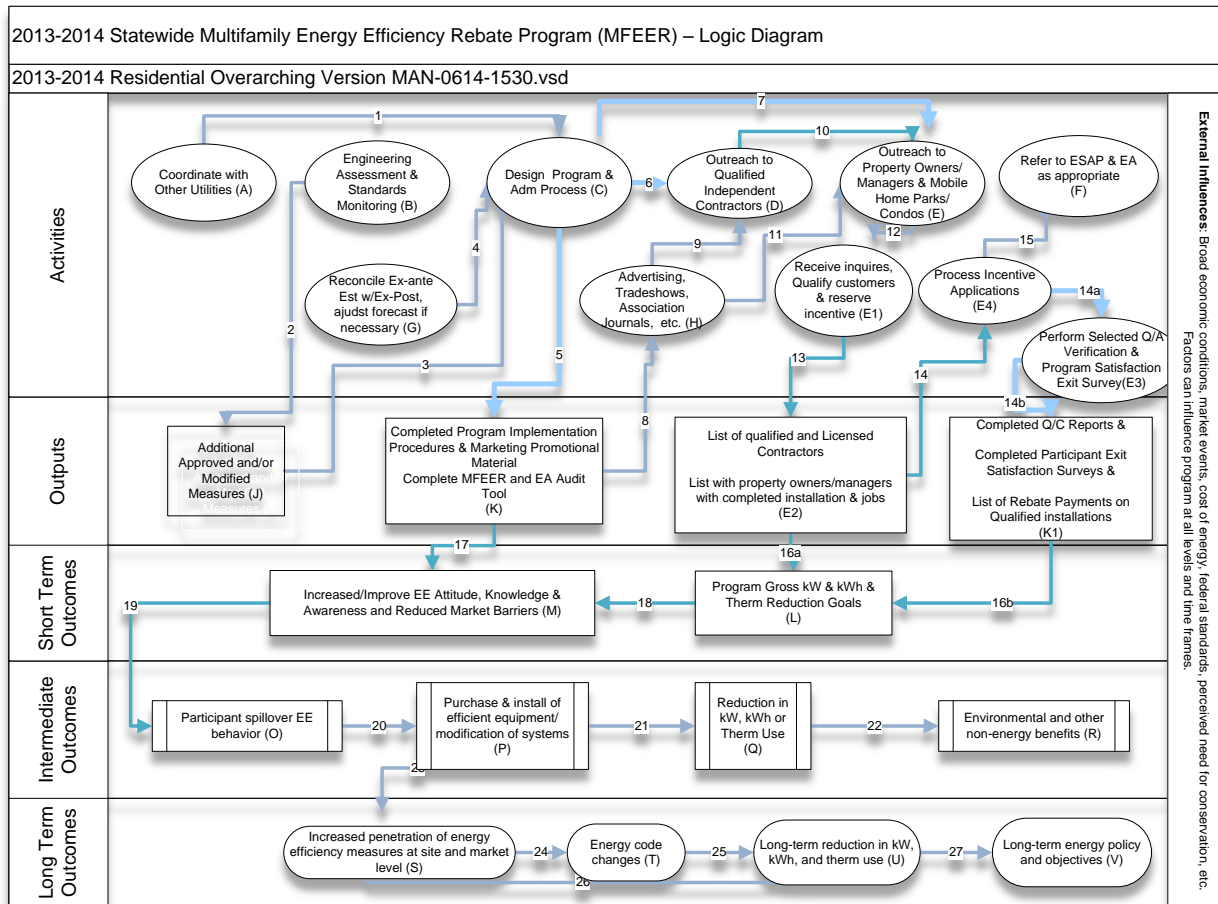 2013-2014 Statewide Multifamily Energy Efficiency Rebate Program (MFEER) – Logic Diagram
2013-2014 Residential Overarching Version MAN-0614-1530.vsd
Activities
1
7
10
Coordinate with
Other Utilities (A)
Engineering
Assessment &
Standards
Monitoring (B)
Design Program &
Adm Process (C)
6
Outreach to
Qualified
Independent
Contractors (D)
Outreach to
Property Owners/
Managers & Mobile
Home Parks/
Condos (E)
Refer to ESAP & EA
as appropriate
(F)
2
4
9
11
12
15
Reconcile Ex-ante
Est w/Ex-Post,
ajudst forecast if
necessary (G)
Advertising,
Tradeshows,
Association
Journals, etc. (H)
Receive inquires,
Qualify customers
& reserve
incentive (E1)
Process Incentive
Applications
(E4)
14a
3
5
8
13
14
Perform Selected Q/A
Verification &
Program Satisfaction
Exit Survey(E3)
14b
Outputs
Additional
Approved and/or
Modified
Measures (J)
Measures
Completed Program Implementation
Procedures & Marketing Promotional
Material
Complete MFEER and EA Audit
Tool
(K)
List of qualified and Licensed
Contractors
List with property owners/managers
with completed installation & jobs
(E2)
Completed Q/C Reports &
Completed Participant Exit
Satisfaction Surveys &
List of Rebate Payments on
Qualified installations
(K1)
17
16a
16b
Short Term
Outcomes
19
Increased/Improve EE Attitude, Knowledge &
Awareness and Reduced Market Barriers (M)
18
Program Gross kW & kWh &
Therm Reduction Goals
(L)
Intermediate
Outcomes
Participant spillover EE
behavior (O)
20
Purchase & install of
efficient equipment/
modification of systems
(P)
21
Reduction in
kW, kWh or
Therm Use
(Q)
22
Environmental and other
non-energy benefits (R)
Long Term
Outcomes
Increased penetration of energy
efficiency measures at site and market
level (S)
24
Energy code
changes (T)
25
Long-term reduction in kW,
kWh, and therm use (U)
27
Long-term energy policy
and objectives (V)
26
External Influences: Broad economic conditions, market events, cost of energy, federal standards, perceived need for conservation, etc.
Factors can influence program at all levels and time frames.